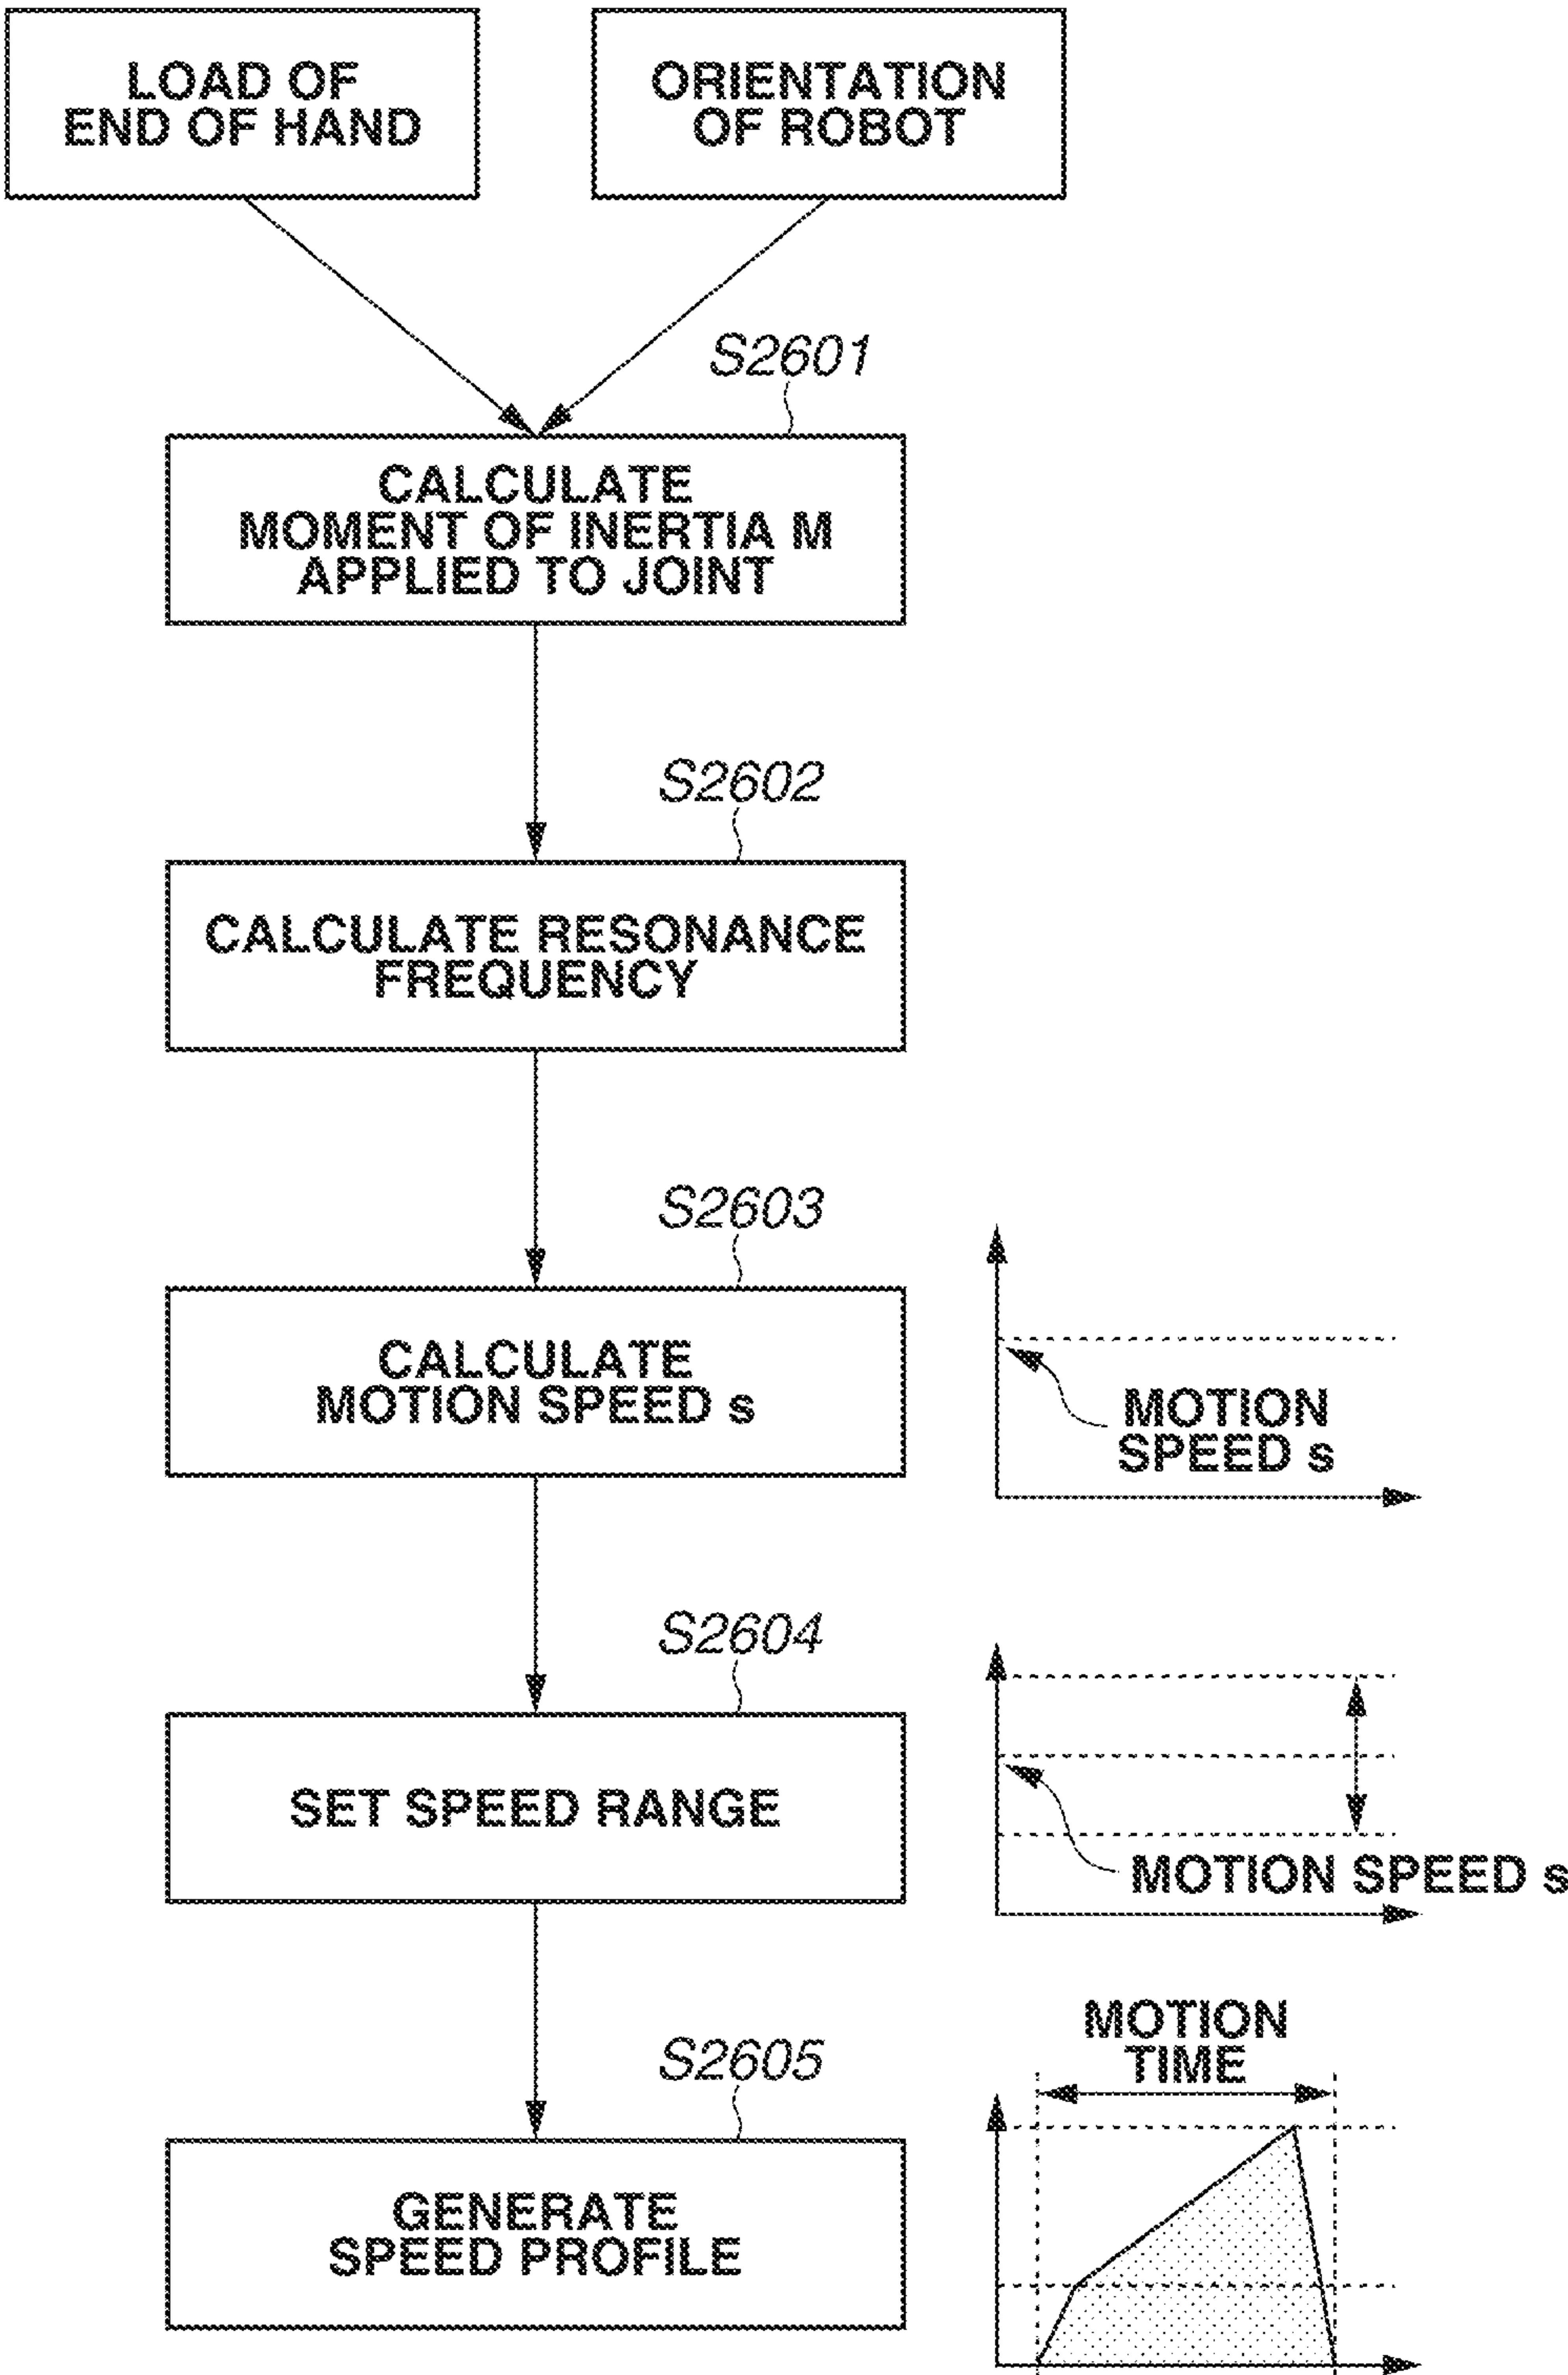 LOAD OF
END OF HAND
ORIENTATION
OF ROBOT
S2601
CALCULATE
MOMENT OF INERTIA M
APPLIED TO JOINT
S2602
CALCULATE RESONANCE
FREQUENCY
S2603
CALCULATE
MOTION SPEED s
MOTION
SPEED s
S2604
SET SPEED RANGE
MOTION SPEED s
S2605
GENERATE
SPEED PROFILE
MOTION
TIME